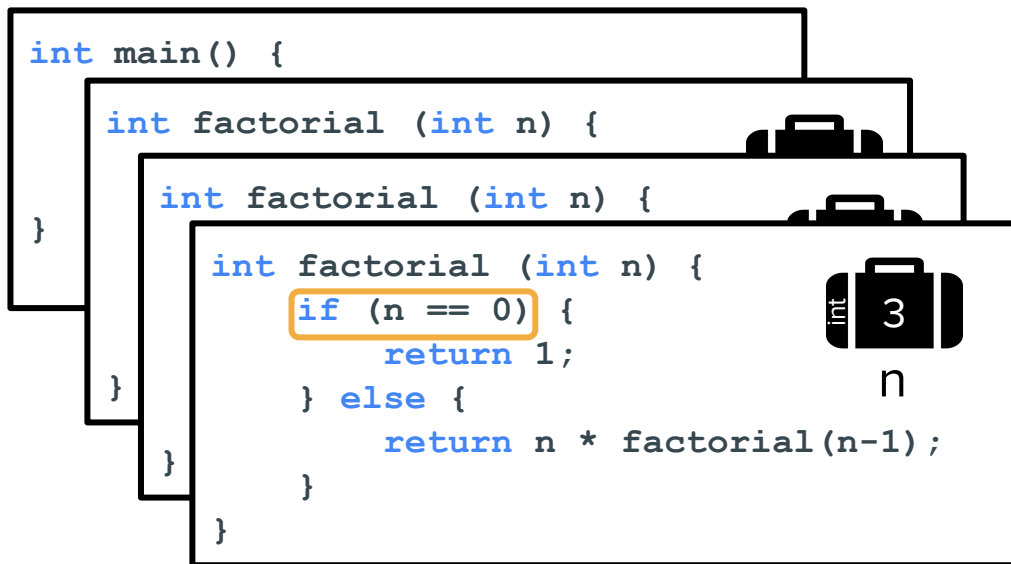 int main() {
}
int factorial (int n) {
}
int factorial (int n) {
}
int factorial (int n) {
if (n == 0) {
return 1;
} else {
return n * factorial(n-1);
}
}
int
3
n